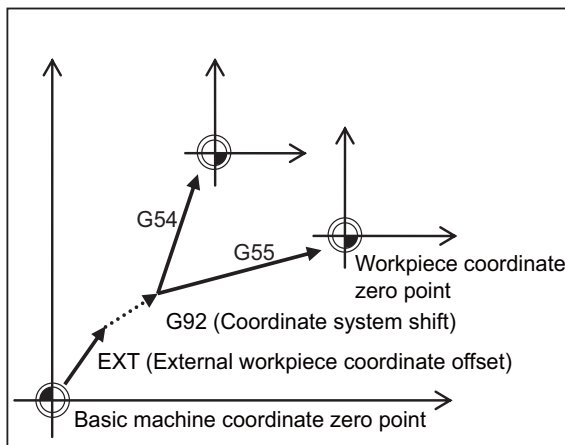 G54
G55
Workpiece coordinate
zero point
G92 (Coordinate system shift)
EXT (External workpiece coordinate offset)
Basic machine coordinate zero point